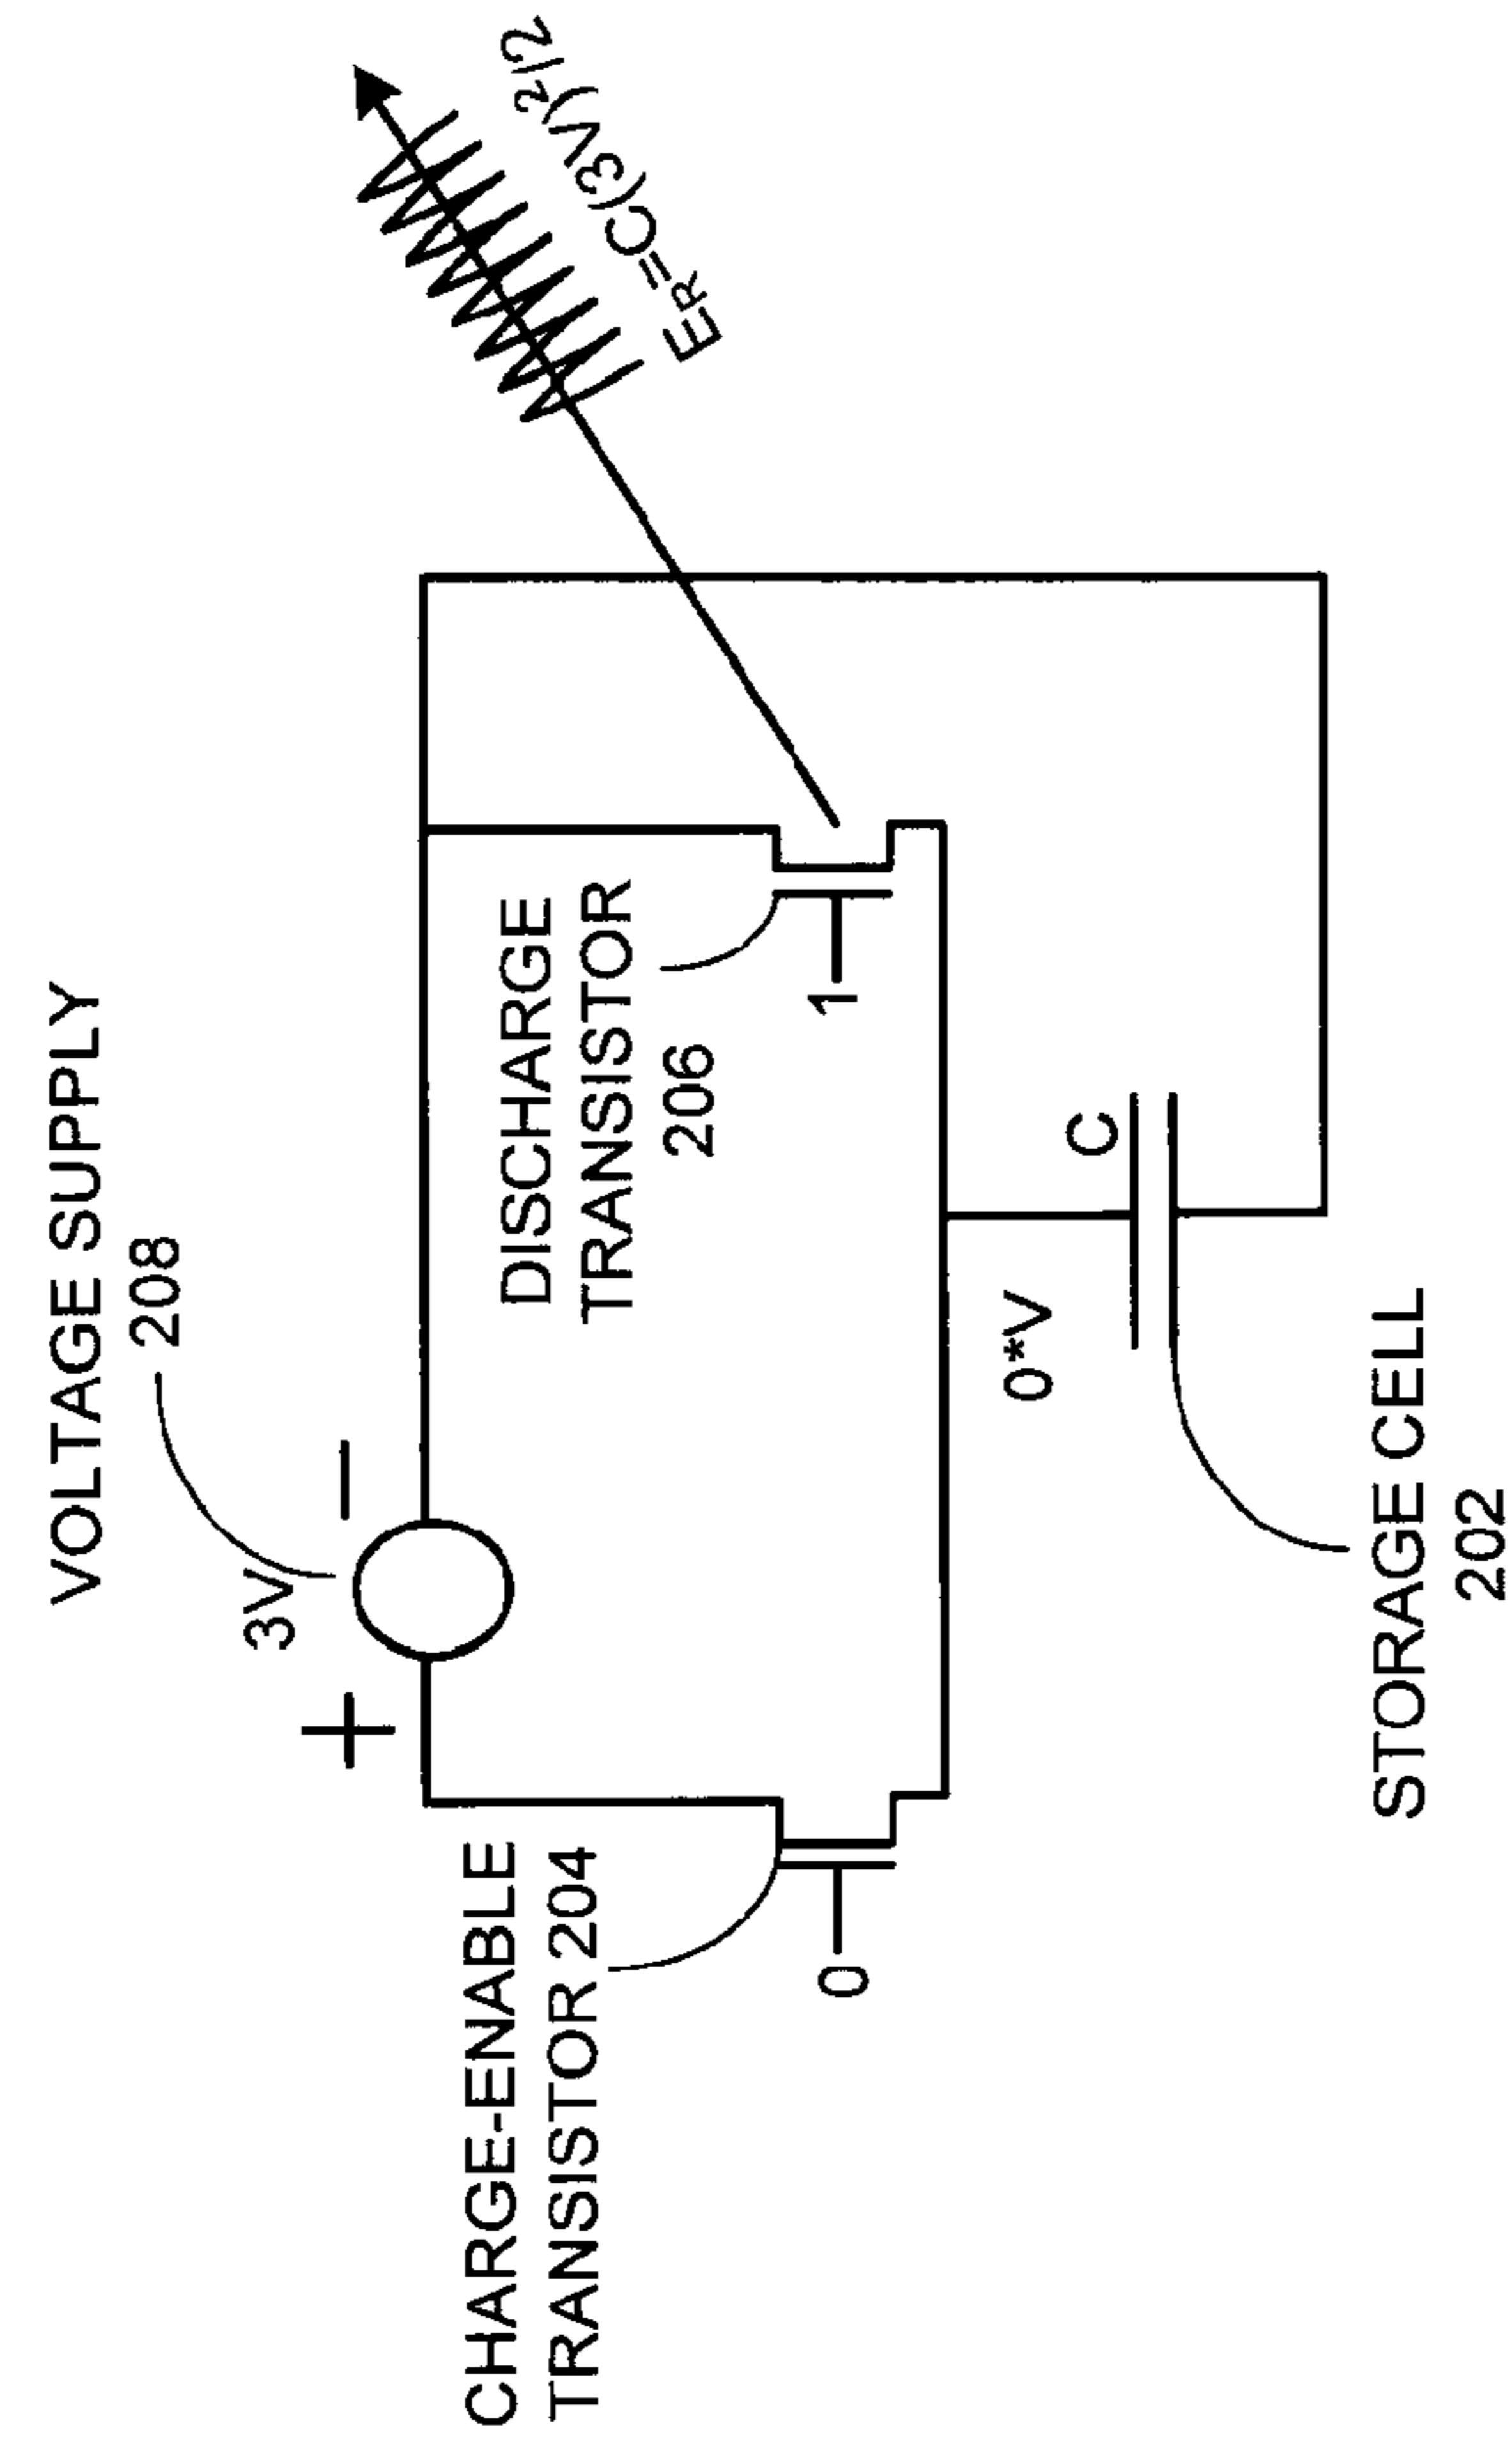 VOLTAGE SUPPLY
208
3V
+
−
CHARGE-ENABLE
TRANSISTOR 204
0
DISCHARGE
TRANSISTOR
206
1
E_R=C(3V)²/2
0*V
C
STORAGE CELL
202